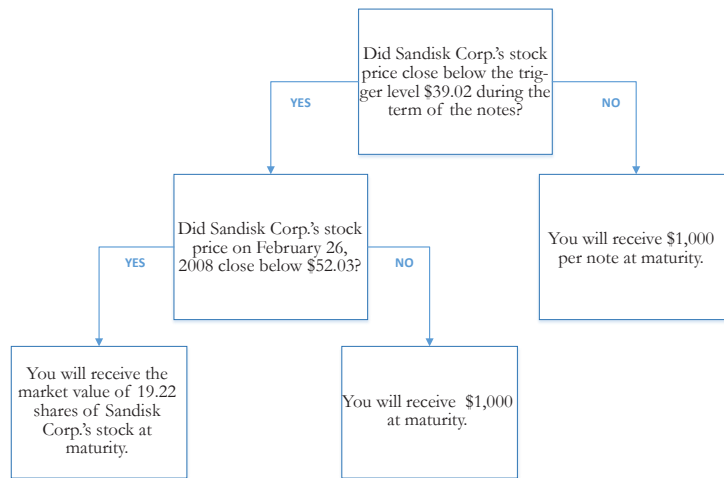 Did Sandisk Corp.'s stock
price close below the trig-
ger level $39.02 during the
term of the notes?
YES
NO
Did Sandisk Corp.'s stock
price on February 26,
2008 close below $52.03?
You will receive $1,000
per note at maturity.
YES
NO
You will receive the
market value of 19.22
shares of Sandisk
Corp.'s stock at
maturity.
You will receive  $1,000
at maturity.